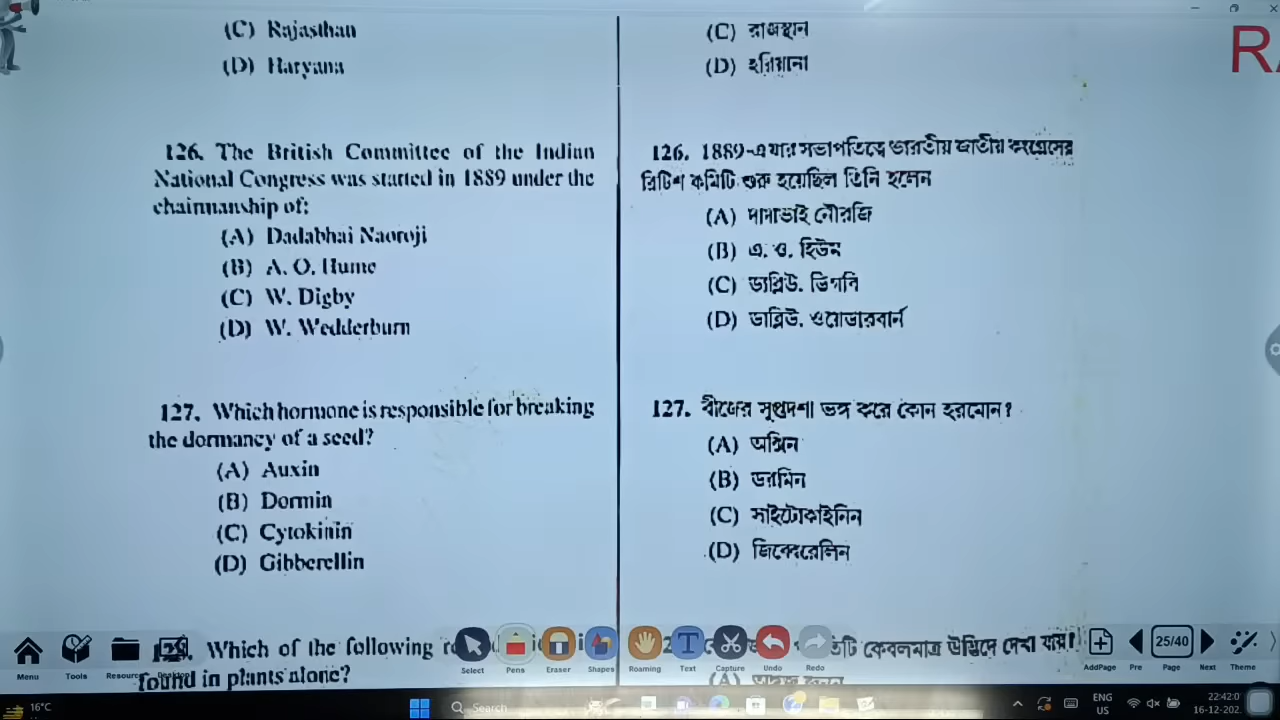 (C) Rajasthan
(D) Haryana
126. The British Committee of the Indian
National Congress was started in 1889 under the
chairmanship of:
(A) Dadabhai Naoroji
(B) A. O. Hume
(C) W. Digby
(D) W. Wedderburn
127. Which hormone is responsible for breaking
the dormancy of a seed?
(A) Auxin
(B) Dormin
(C) Cytokinin
(D) Gibberellin
Which of the following
found in plants alone?
(C) রাজস্থান
(D) হরিয়ানা
126. 1889-এ যার সভাপতিত্বে ভারতীয় জাতীয় কংগ্রেসের
ব্রিটিশ কমিটি শুরু হয়েছিল তিনি হলেন
(A) দাদাভাই নৌরজি
(B) এ. ও. হিউম
(C) ডাব্লিউ. ডিগবি
(D) ডাব্লিউ. ওয়েডারবার্ন
127. বীজের সুপ্তদশা ভঙ্গ করে কোন হরমোন?
(A) অক্সিন
(B) ডরমিন
(C) সাইটোকাইনিন
(D) জিব্বেরেলিন
কেবলমাত্র উদ্ভিদে দেখা যায়?
(A)
RA
Menu
Tools
Select
Pens
Eraser
Shapes
Roaming
Text
Capture
Undo
Redo
AddPage
Pre
25/40
Page
Next
Theme
16°C
Search
ENG
US
22:42:0
16-12-202